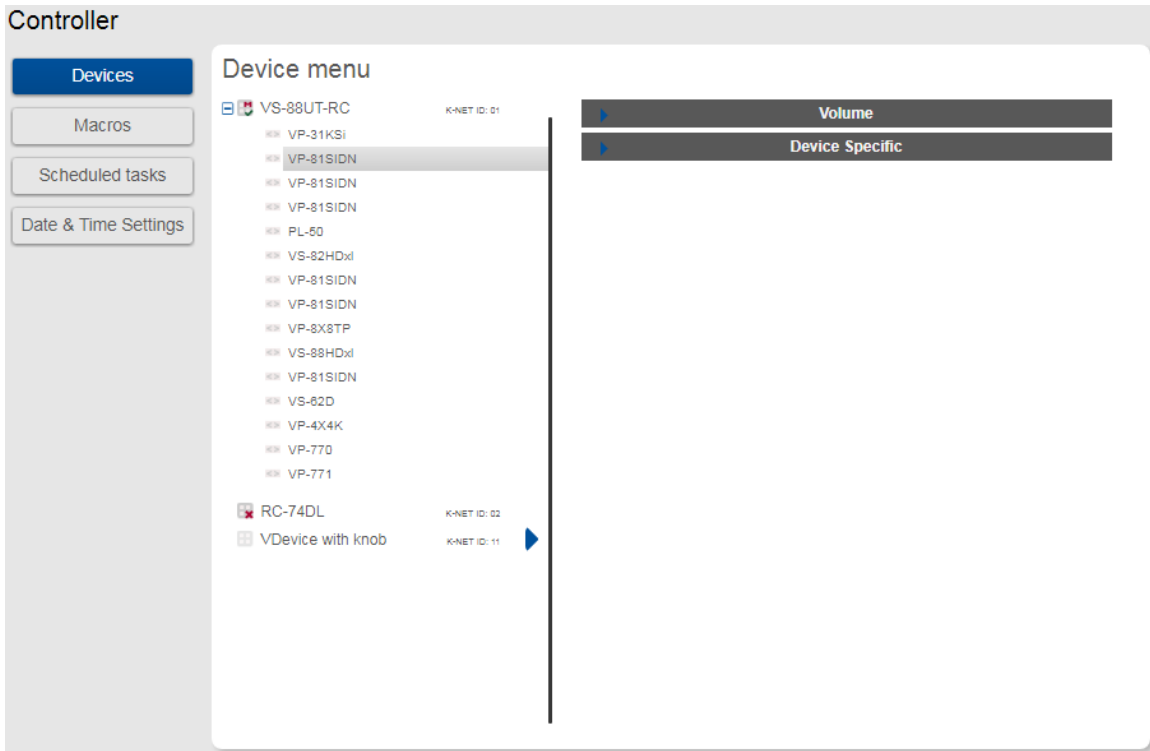 Controller
Devices
Macros
Scheduled tasks
Date & Time Settings
Device menu
VS-88UT-RC K-NET ID: 01
VP-31KSi
VP-81SIDN
VP-81SIDN
VP-81SIDN
PL-50
VS-82HDxl
VP-81SIDN
VP-81SIDN
VP-8X8TP
VS-88HDxl
VP-81SIDN
VS-62D
VP-4X4K
VP-770
VP-771
RC-74DL K-NET ID: 02
VDevice with knob K-NET ID: 11
Volume
Device Specific